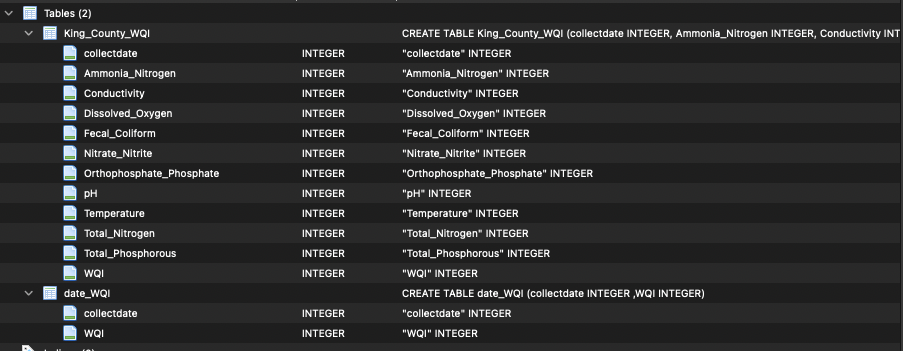 Tables (2)
King_County_WQI CREATE TABLE King_County_WQI (collectdate INTEGER, Ammonia_Nitrogen INTEGER, Conductivity INT
collectdate INTEGER "collectdate" INTEGER
Ammonia_Nitrogen INTEGER "Ammonia_Nitrogen" INTEGER
Conductivity INTEGER "Conductivity" INTEGER
Dissolved_Oxygen INTEGER "Dissolved_Oxygen" INTEGER
Fecal_Coliform INTEGER "Fecal_Coliform" INTEGER
Nitrate_Nitrite INTEGER "Nitrate_Nitrite" INTEGER
Orthophosphate_Phosphate INTEGER "Orthophosphate_Phosphate" INTEGER
pH INTEGER "pH" INTEGER
Temperature INTEGER "Temperature" INTEGER
Total_Nitrogen INTEGER "Total_Nitrogen" INTEGER
Total_Phosphorous INTEGER "Total_Phosphorous" INTEGER
WQI INTEGER "WQI" INTEGER
date_WQI CREATE TABLE date_WQI (collectdate INTEGER ,WQI INTEGER)
collectdate INTEGER "collectdate" INTEGER
WQI INTEGER "WQI" INTEGER